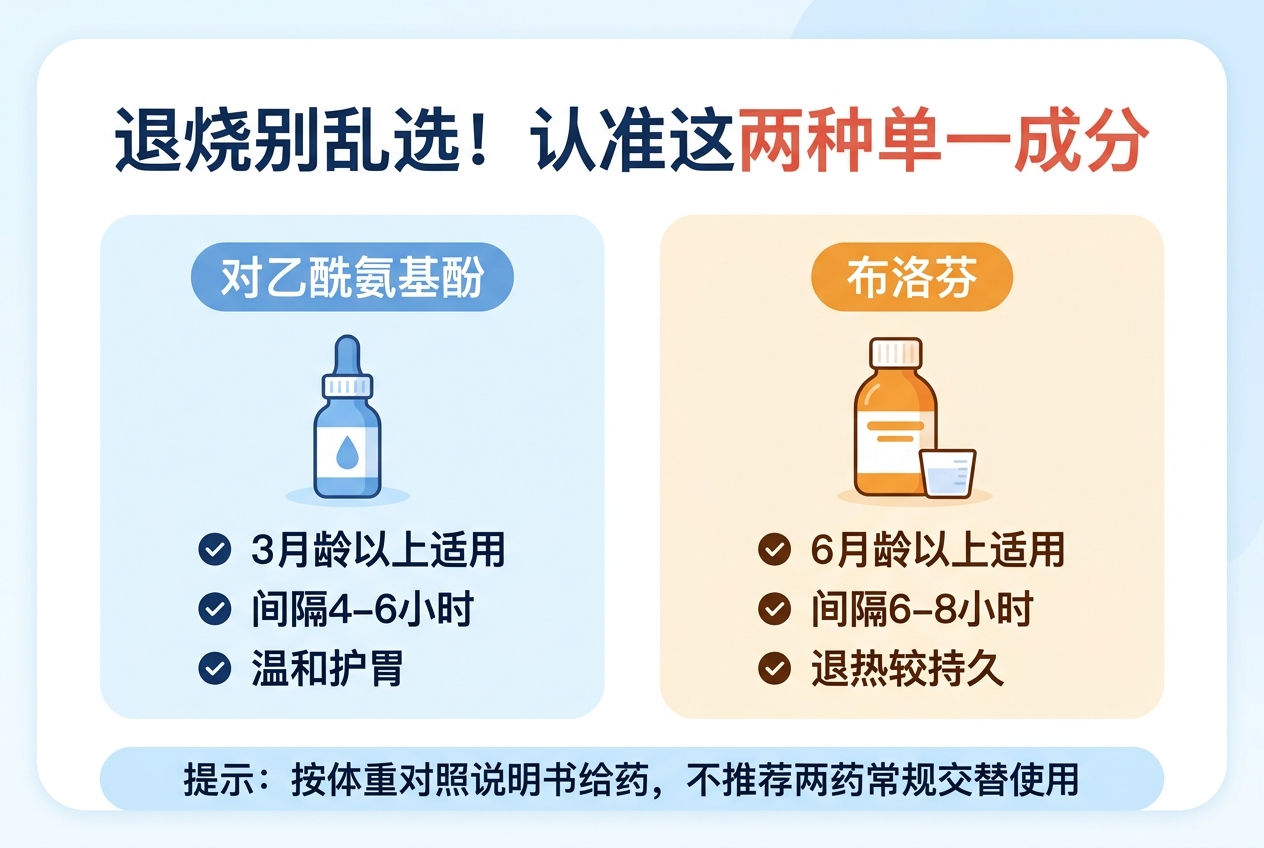 退烧别乱选！认准这两种单一成分
对乙酰氨基酚
3月龄以上适用
间隔4–6小时
温和护胃
布洛芬
6月龄以上适用
间隔6–8小时
退热较持久
提示：按体重对照说明书给药，不推荐两药常规交替使用